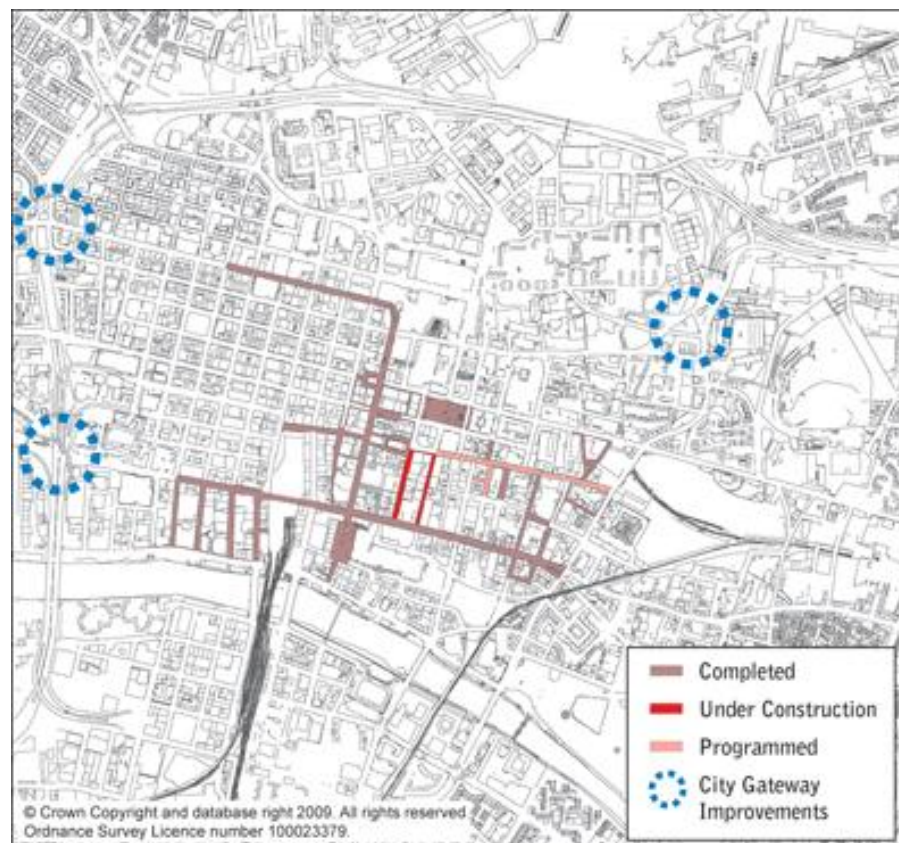 Completed
Under Construction
Programmed
City Gateway
Improvements
© Crown Copyright and database right 2009. All rights reserved
Ordnance Survey Licence number 100023379.